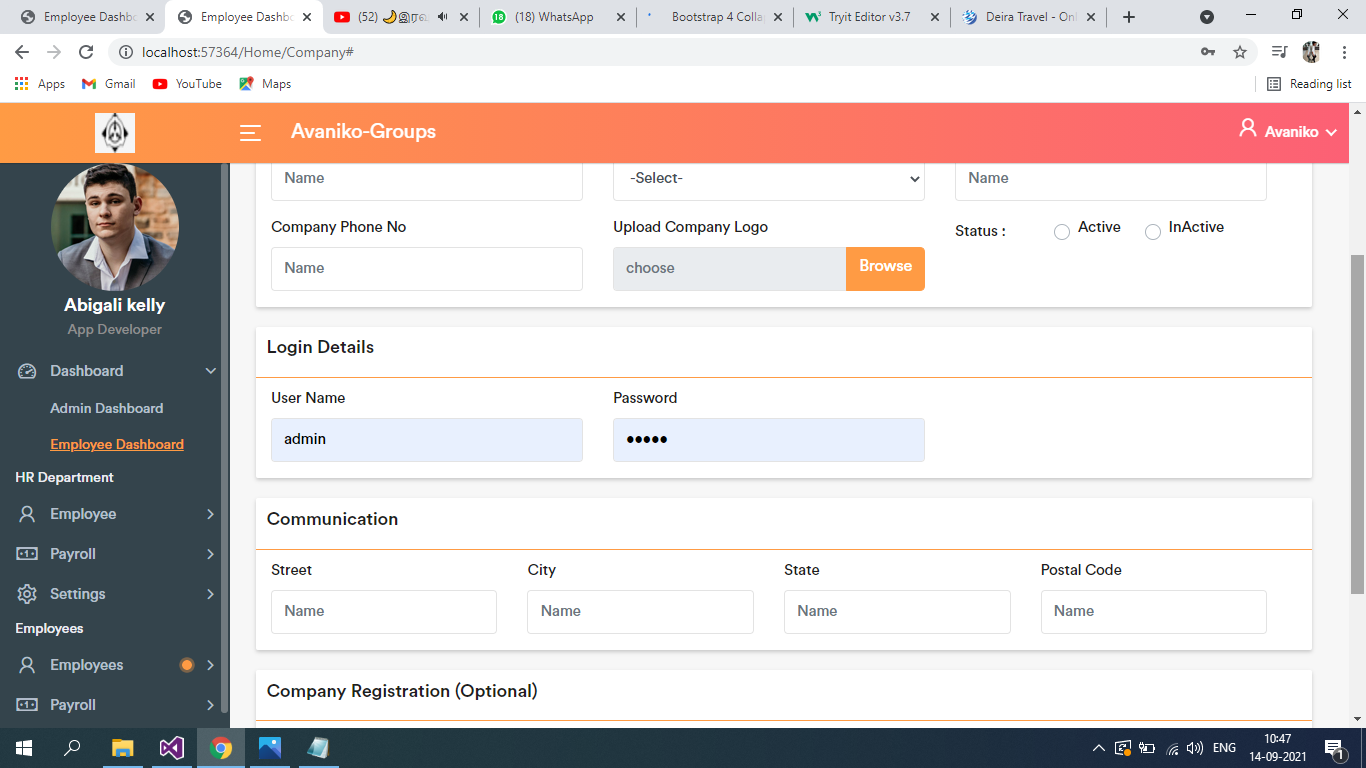 Employee Dashbo
Employee Dashbo
(52) 🌙இரவ
(18) WhatsApp
Bootstrap 4 Colla
Tryit Editor v3.7
Deira Travel - Onl
localhost:57364/Home/Company#
Apps
Gmail
YouTube
Maps
Reading list
Avaniko-Groups
Avaniko
Abigali kelly
App Developer
Dashboard
Admin Dashboard
Employee Dashboard
HR Department
Employee
Payroll
Settings
Employees
Employees
Payroll
Name
-Select-
Name
Company Phone No
Upload Company Logo
Status :
Active
InActive
Name
choose
Browse
Login Details
User Name
Password
admin
•••••
Communication
Street
City
State
Postal Code
Name
Name
Name
Name
Company Registration (Optional)
ENG
10:47
14-09-2021
1